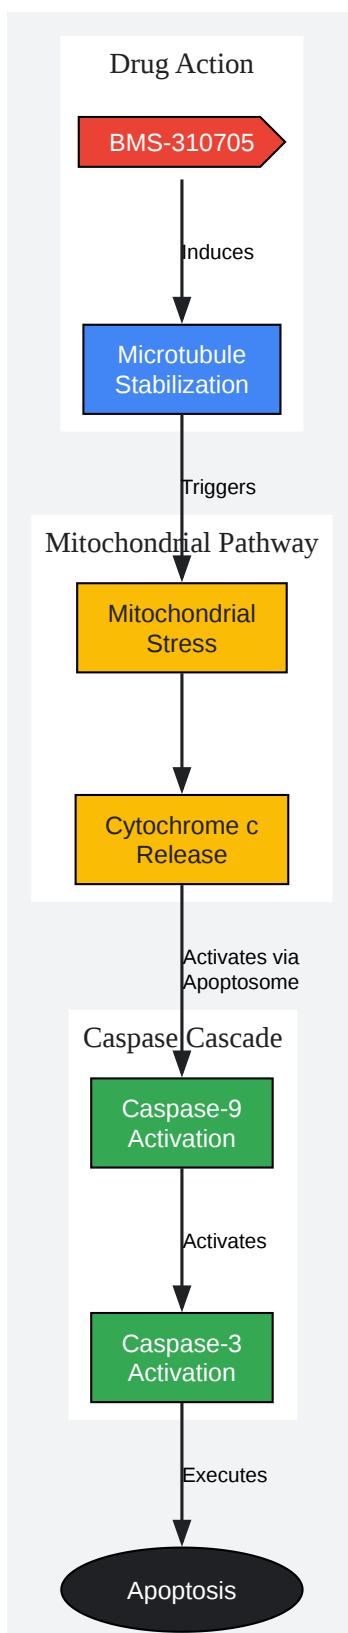 Drug Action
BMS-310705
Induces
Microtubule
Stabilization
Triggers
Mitochondrial Pathway
Mitochondrial
Stress
Cytochrome c
Release
Activates via
Apoptosome
Caspase Cascade
Caspase-9
Activation
Activates
Caspase-3
Activation
Executes
Apoptosis